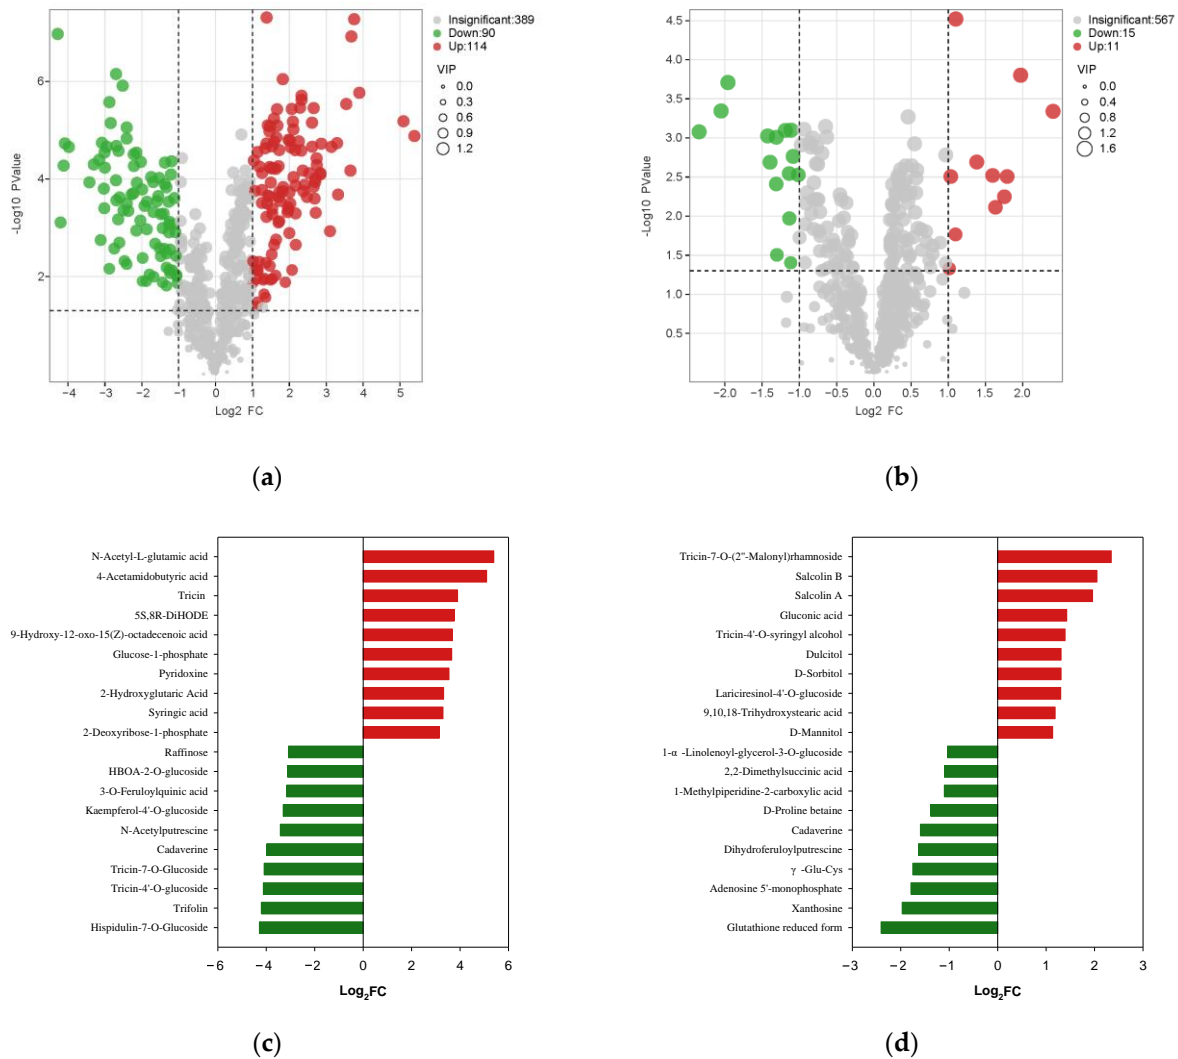 Insignificant:389
Down:90
Up:114
VIP
0.0
0.3
0.6
0.9
1.2
6
4
2
-Log10 PValue
−4
−3
−2
−1
0
1
2
3
4
5
Log2 FC
(a)
Insignificant:567
Down:15
Up:11
VIP
0.0
0.4
0.8
1.2
1.6
4.5
4.0
3.5
3.0
2.5
2.0
1.5
1.0
0.5
-Log10 PValue
−2.0
−1.5
−1.0
−0.5
0.0
0.5
1.0
1.5
2.0
Log2 FC
(b)
N-Acetyl-L-glutamic acid
4-Acetamidobutyric acid
Tricin
5S,8R-DiHODE
9-Hydroxy-12-oxo-15(Z)-octadecenoic acid
Glucose-1-phosphate
Pyridoxine
2-Hydroxyglutaric Acid
Syringic acid
2-Deoxyribose-1-phosphate
Raffinose
HBOA-2-O-glucoside
3-O-Feruloylquinic acid
Kaempferol-4'-O-glucoside
N-Acetylputrescine
Cadaverine
Tricin-7-O-Glucoside
Tricin-4'-O-glucoside
Trifolin
Hispidulin-7-O-Glucoside
−6
−4
−2
0
2
4
6
Log2FC
(c)
Tricin-7-O-(2"-Malonyl)rhamnoside
Salcolin B
Salcolin A
Gluconic acid
Tricin-4'-O-syringyl alcohol
Dulcitol
D-Sorbitol
Lariciresinol-4'-O-glucoside
9,10,18-Trihydroxystearic acid
D-Mannitol
1-α -Linolenoyl-glycerol-3-O-glucoside
2,2-Dimethylsuccinic acid
1-Methylpiperidine-2-carboxylic acid
D-Proline betaine
Cadaverine
Dihydroferuloylputrescine
γ -Glu-Cys
Adenosine 5'-monophosphate
Xanthosine
Glutathione reduced form
−3
−2
−1
0
1
2
3
Log2FC
(d)